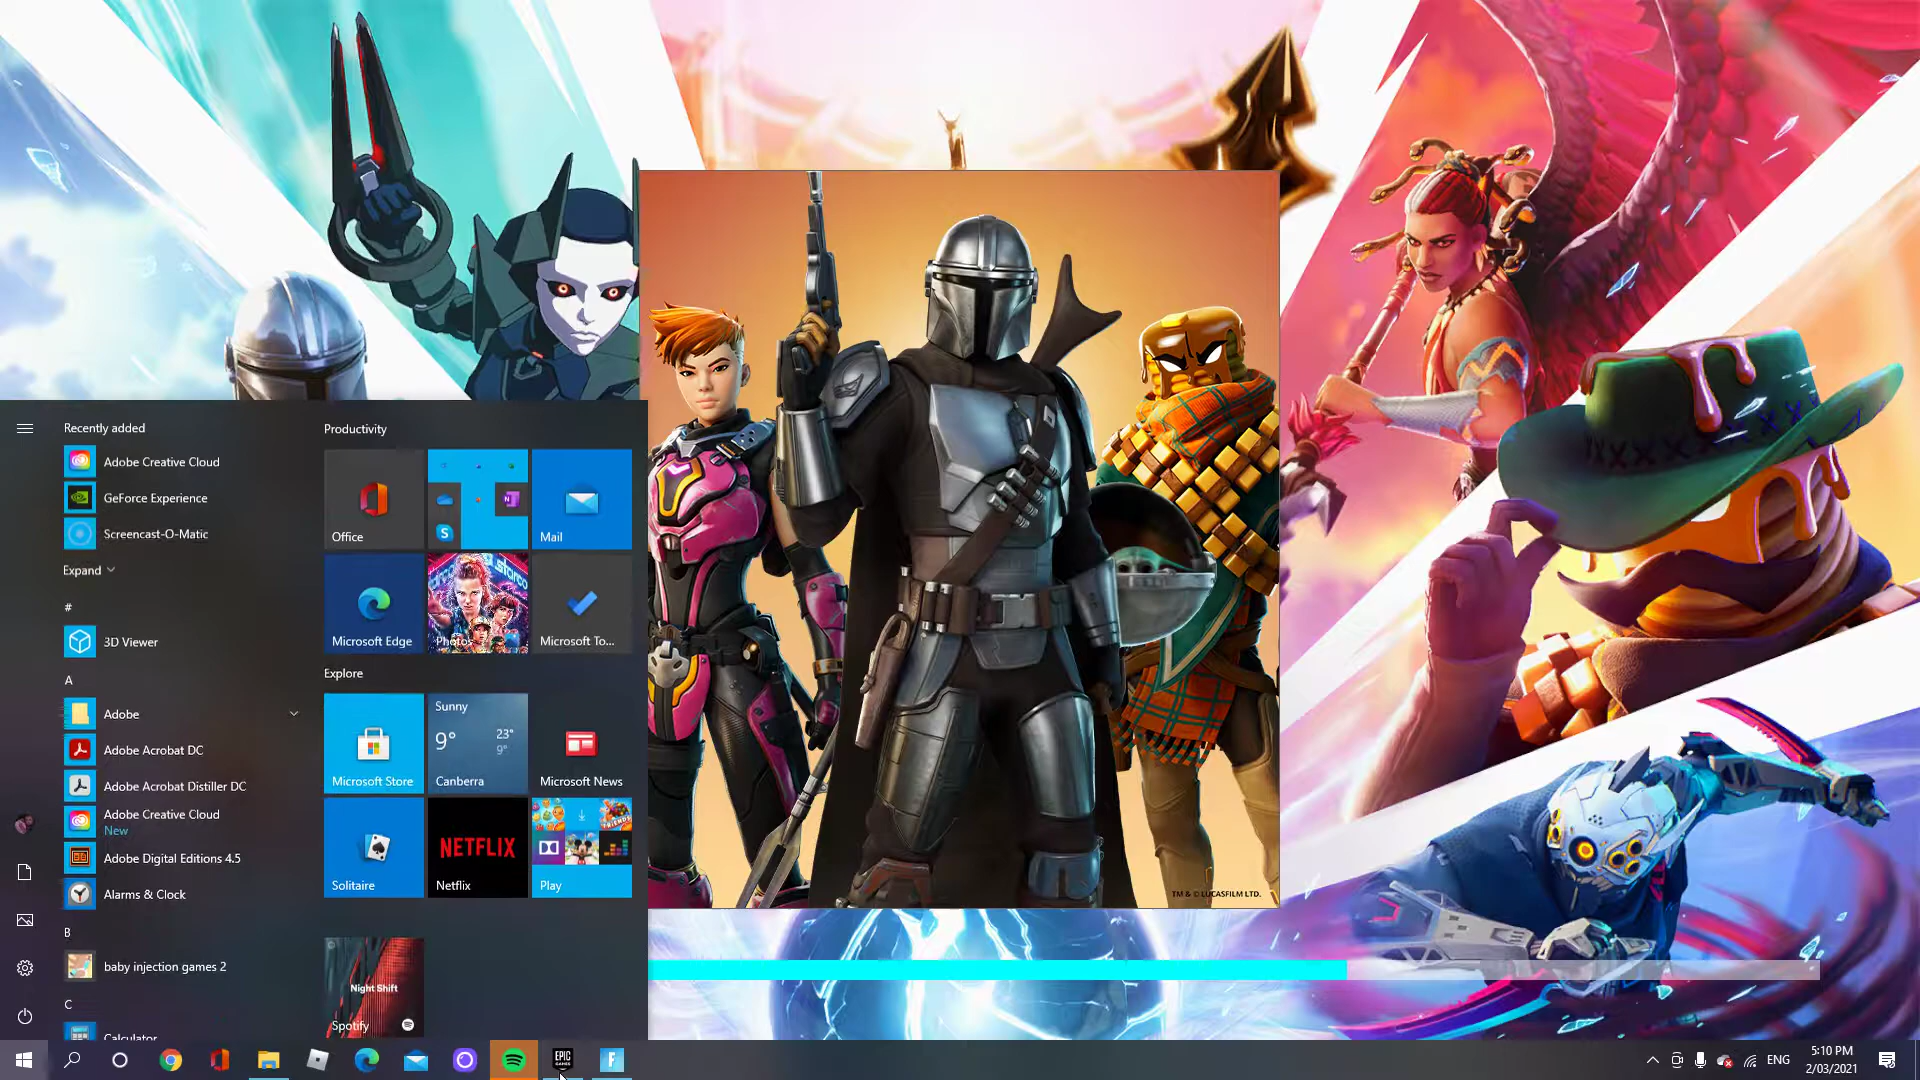 Recently added
Adobe Creative Cloud
GeForce Experience
Screencast-O-Matic
Expand
#
3D Viewer
A
Adobe
Adobe Acrobat DC
Adobe Acrobat Distiller DC
Adobe Creative Cloud
New
Adobe Digital Editions 4.5
Alarms & Clock
B
baby injection games 2
C
Calculator
Productivity
Office
Mail
Microsoft Edge
Photos
Microsoft To...
Explore
Microsoft Store
Sunny
9°
23°
9°
Canberra
Microsoft News
Solitaire
NETFLIX
Netflix
Play
Night Shift
Spotify
TM & © LUCASFILM LTD.
EPIC
GAMES
F
ENG
5:10 PM
2/03/2021